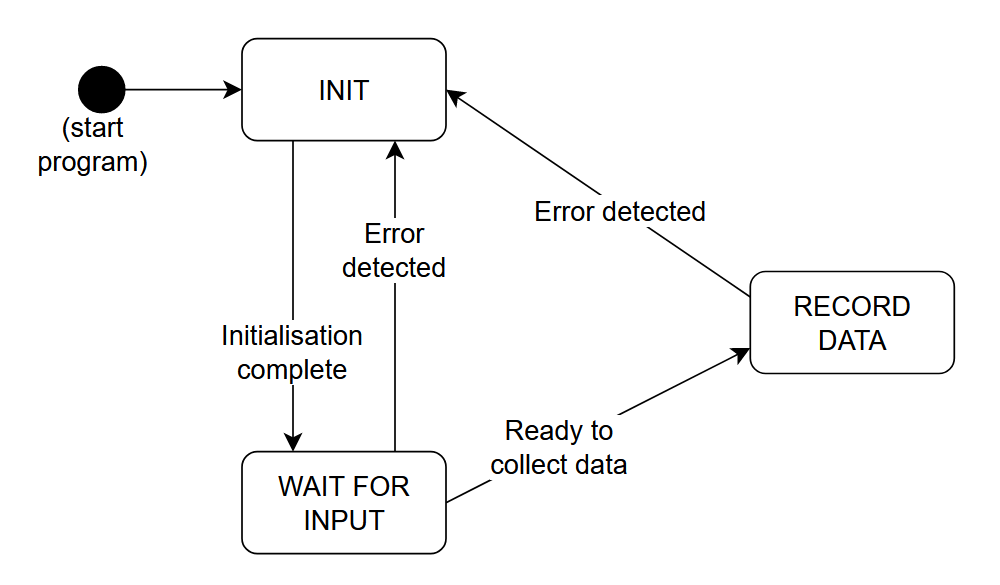 INIT
(start
program)
Error detected
Error
detected
RECORD
DATA
Initialisation
complete
Ready to
collect data
WAIT FOR
INPUT